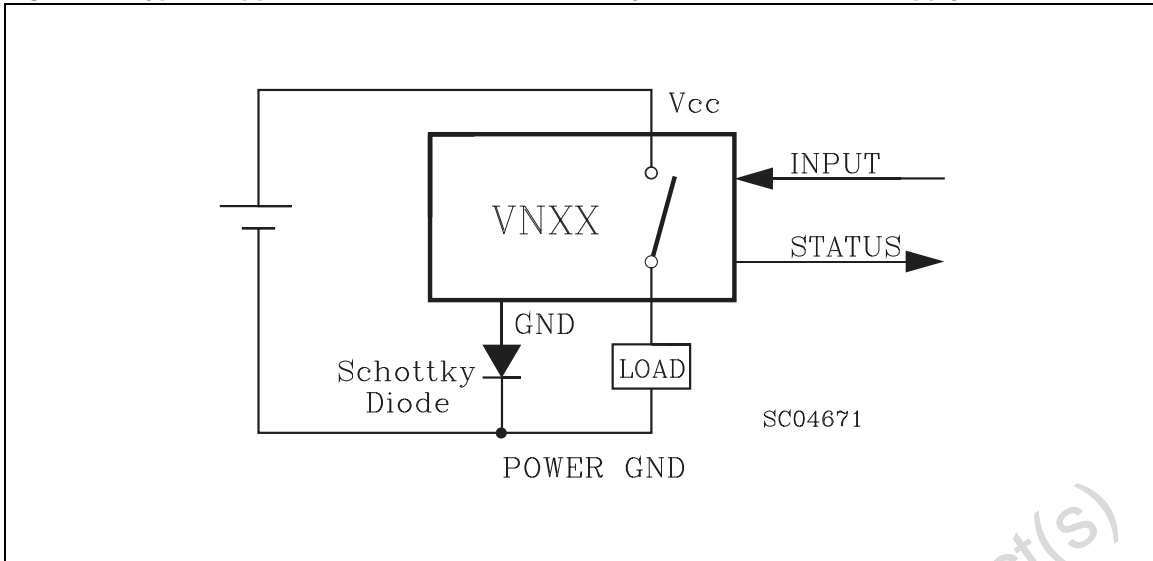 Vcc
INPUT
VNXX
STATUS
GND
Schottky
Diode
LOAD
SC04671
POWER GND